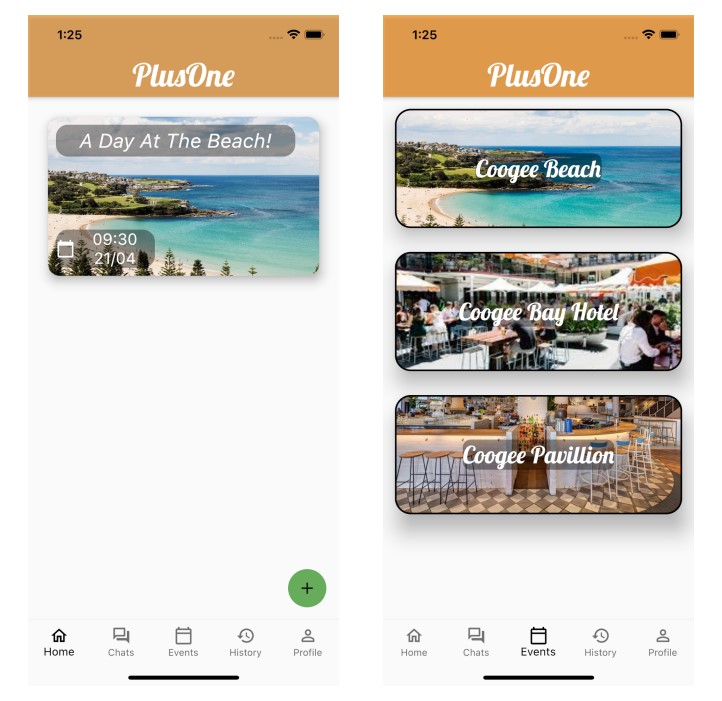 1:25
PlusOne
A Day At The Beach!
09:30
21/04
Home
Chats
Events
History
Profile
1:25
PlusOne
Coogee Beach
Coogee Bay Hotel
Coogee Pavillion
Home
Chats
Events
History
Profile